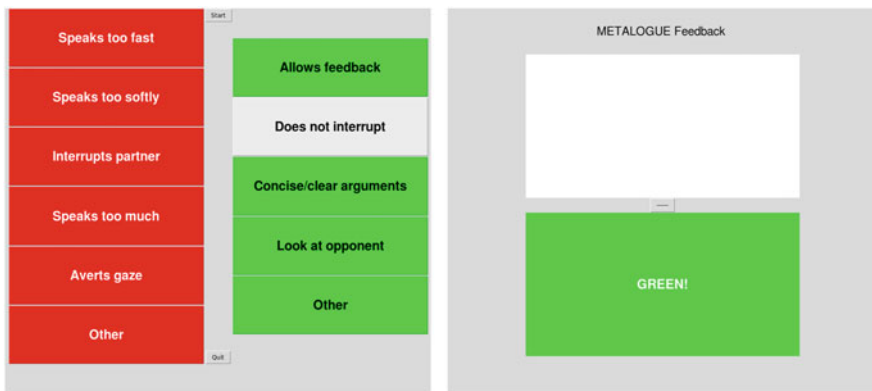 Start
Speaks too fast
Speaks too softly
Interrupts partner
Speaks too much
Averts gaze
Other
Allows feedback
Does not interrupt
Concise/clear arguments
Look at opponent
Other
Quit
METALOGUE Feedback
-----
GREEN!